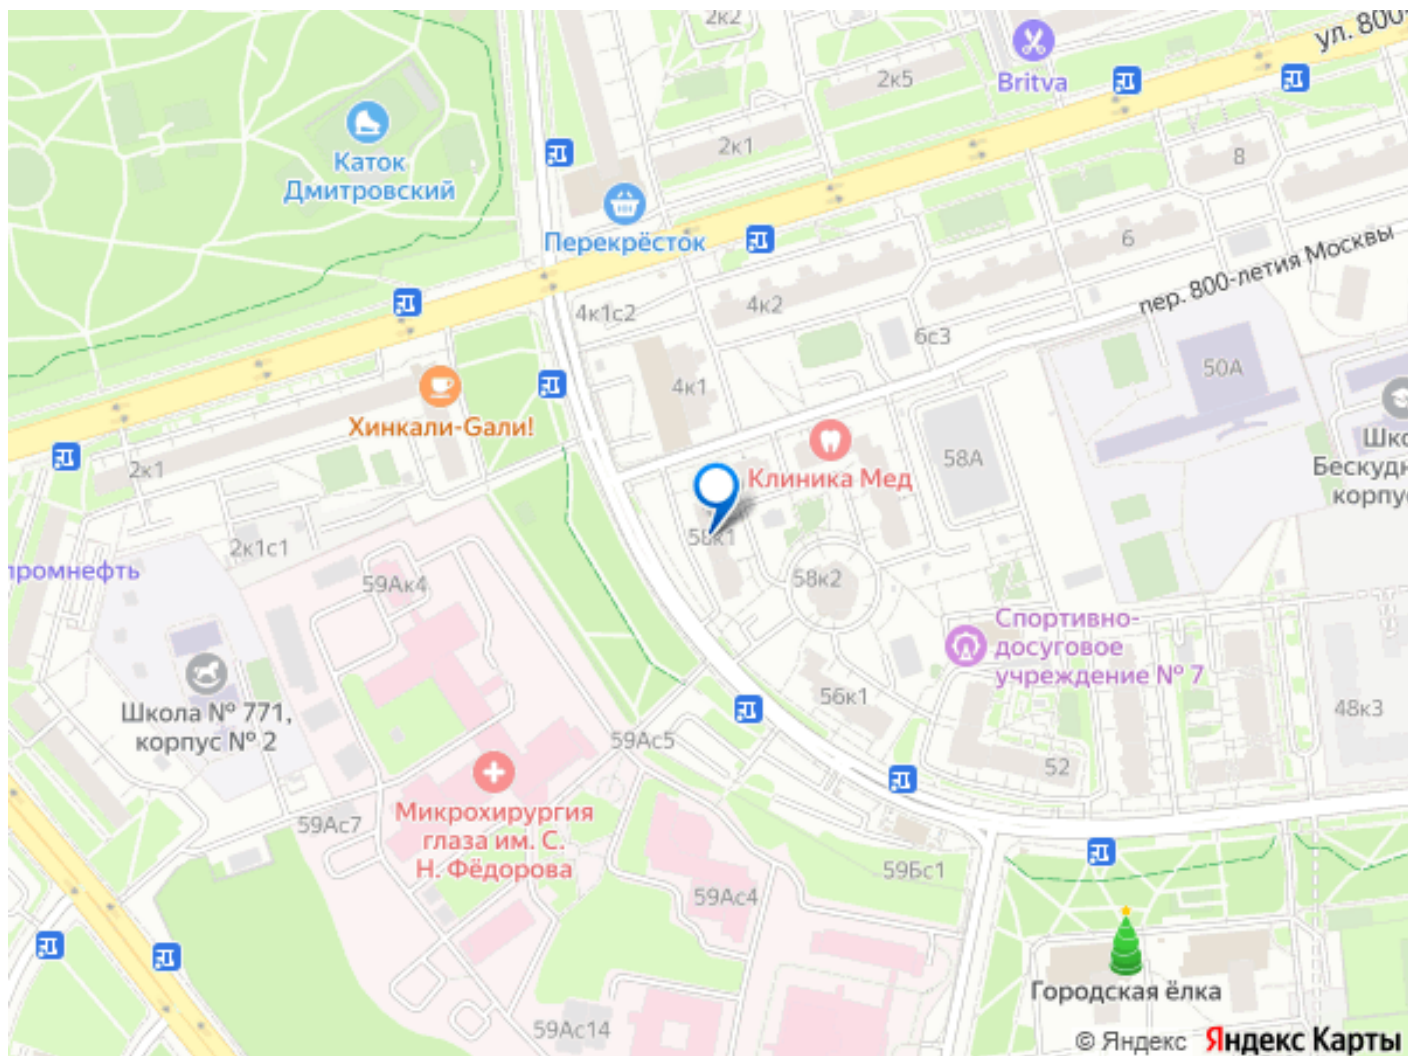 2к2
ул. 800-
Britva
2к5
Каток
Дмитровский
2к1
8
Перекрёсток
6
пер. 800-летия Москвы
4к1с2
4к2
6с3
50А
4к1
Хинкали-Gали!
Клиника Мед
58А
Шко
Бескудн
корпус
2к1
58к1
2к1с1
промнефть
59Ак4
58к2
Спортивно-
досуговое
учреждение № 7
56к1
48к3
Школа № 771,
корпус № 2
59Ас5
52
Микрохирургия
глаза им. С.
Н. Фёдорова
59Ас7
59Бс1
59Ас4
Городская ёлка
59Ас14
© Яндекс Яндекс Карты